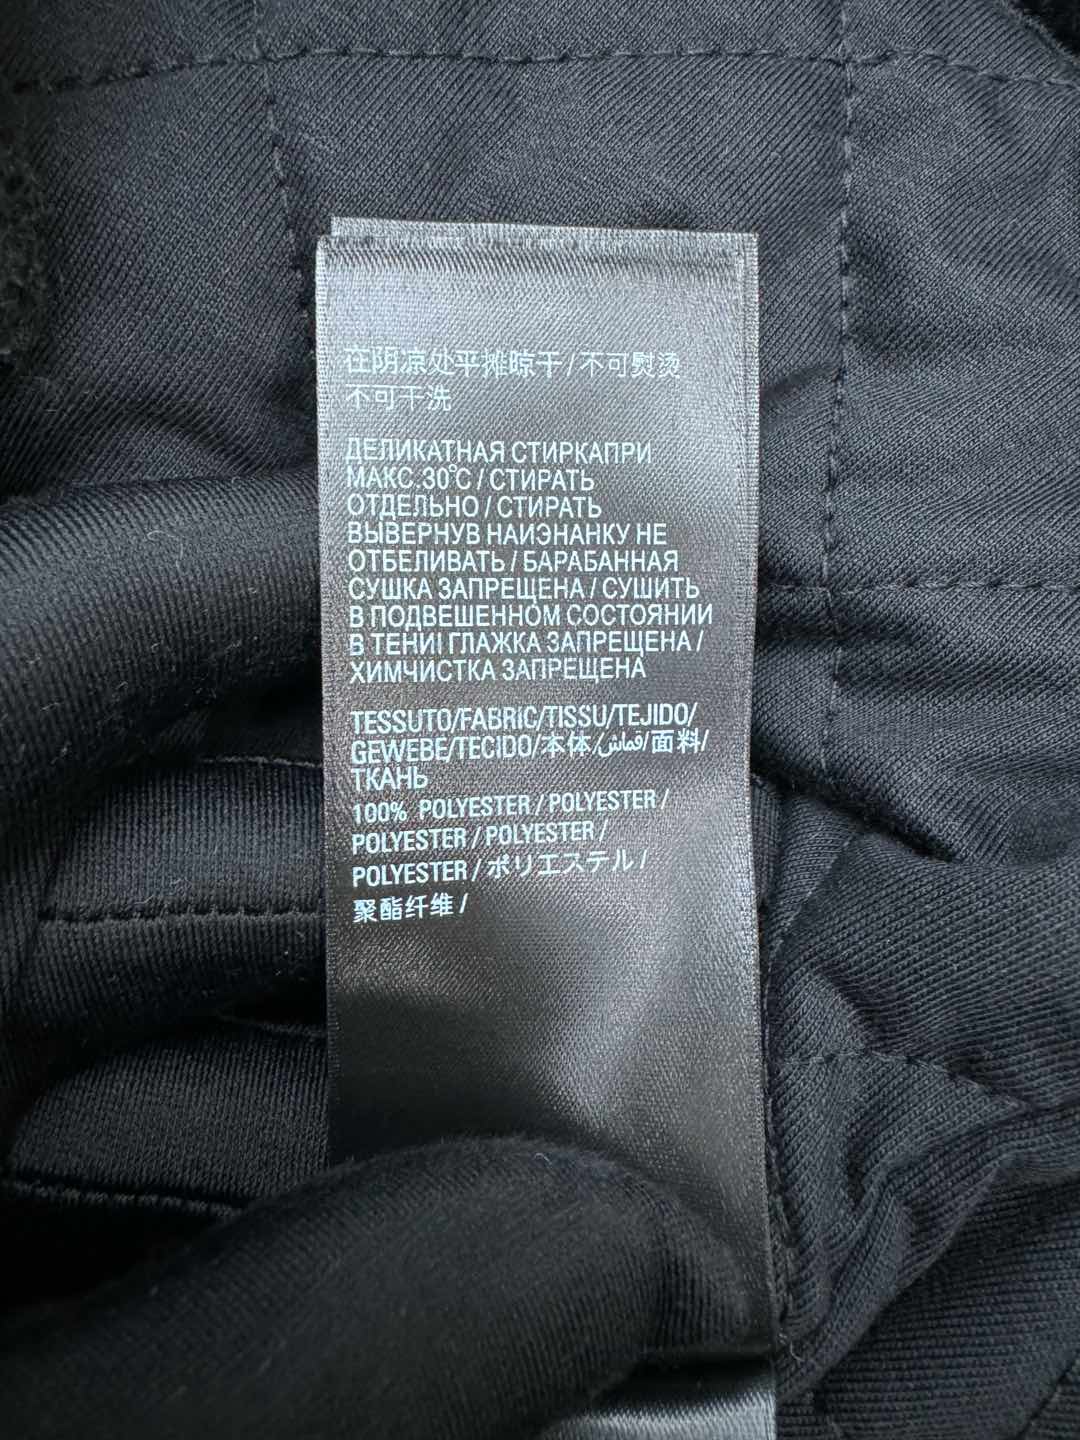 在阴凉处平摊晾干/不可熨烫
不可干洗
ДЕЛИКАТНАЯ СТИРКАПРИ
МАКС.30°C / СТИРАТЬ
ОТДЕЛЬНО / СТИРАТЬ
ВЫВЕРНУВ НАИЭНАНКУ НЕ
ОТБЕЛИВАТЬ / БАРАБАННАЯ
СУШКА ЗАПРЕЩЕНА / СУШИТЬ
В ПОДВЕШЕННОМ СОСТОЯНИИ
В ТЕНИІ ГЛАЖКА ЗАПРЕЩЕНА /
ХИМЧИСТКА ЗАПРЕЩЕНА
TESSUTO/FABRIC/TISSU/TEJIDO/
GEWEBE/TECIDO/本体/قماش/面料/
ТКАНЬ
100% POLYESTER / POLYESTER /
POLYESTER / POLYESTER /
POLYESTER / ポリエステル /
聚酯纤维 /